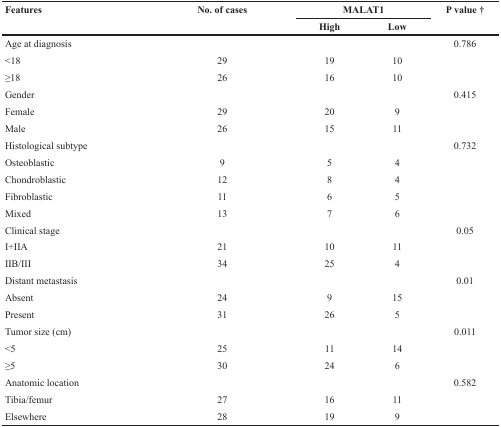 Features No. of cases MALAT1 P value †
High Low
Age at diagnosis 0.786
<18 29 19 10
≥18 26 16 10
Gender 0.415
Female 29 20 9
Male 26 15 11
Histological subtype 0.732
Osteoblastic 9 5 4
Chondroblastic 12 8 4
Fibroblastic 11 6 5
Mixed 13 7 6
Clinical stage 0.05
I+IIA 21 10 11
IIB/III 34 25 4
Distant metastasis 0.01
Absent 24 9 15
Present 31 26 5
Tumor size (cm) 0.011
<5 25 11 14
≥5 30 24 6
Anatomic location 0.582
Tibia/femur 27 16 11
Elsewhere 28 19 9